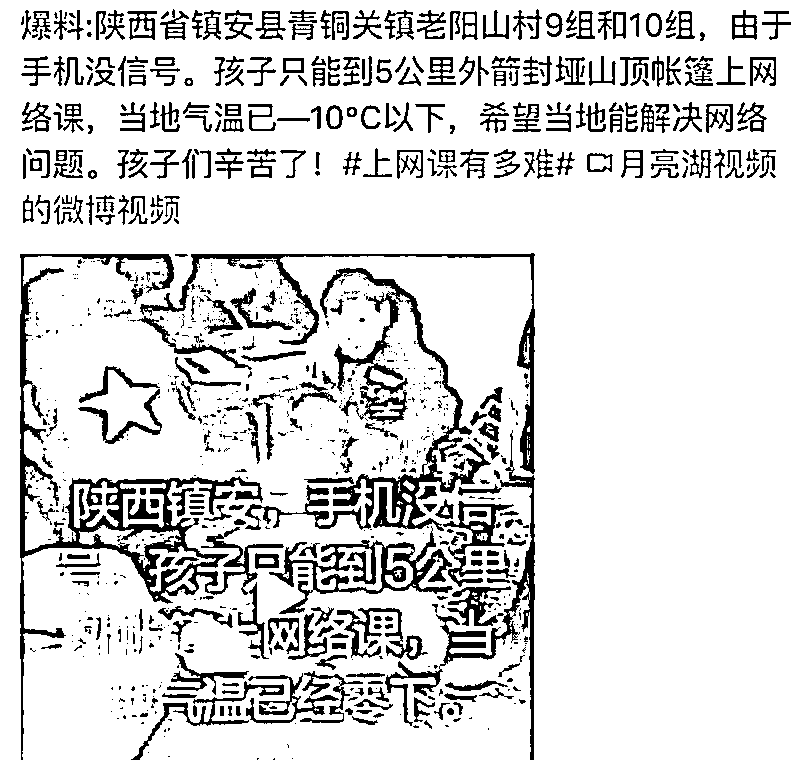 爆料:陕西省镇安县青铜关镇老阳山村9组和10组，由于
手机没信号。孩子只能到5公里外箭封垭山顶帐篷上网
络课，当地气温已—10°C以下，希望当地能解决网络
问题。孩子们辛苦了！#上网课有多难# 月亮湖视频
的微博视频
陕西镇安，手机没信
号，孩子只能到5公里
上网络课，当
气温已经零下。